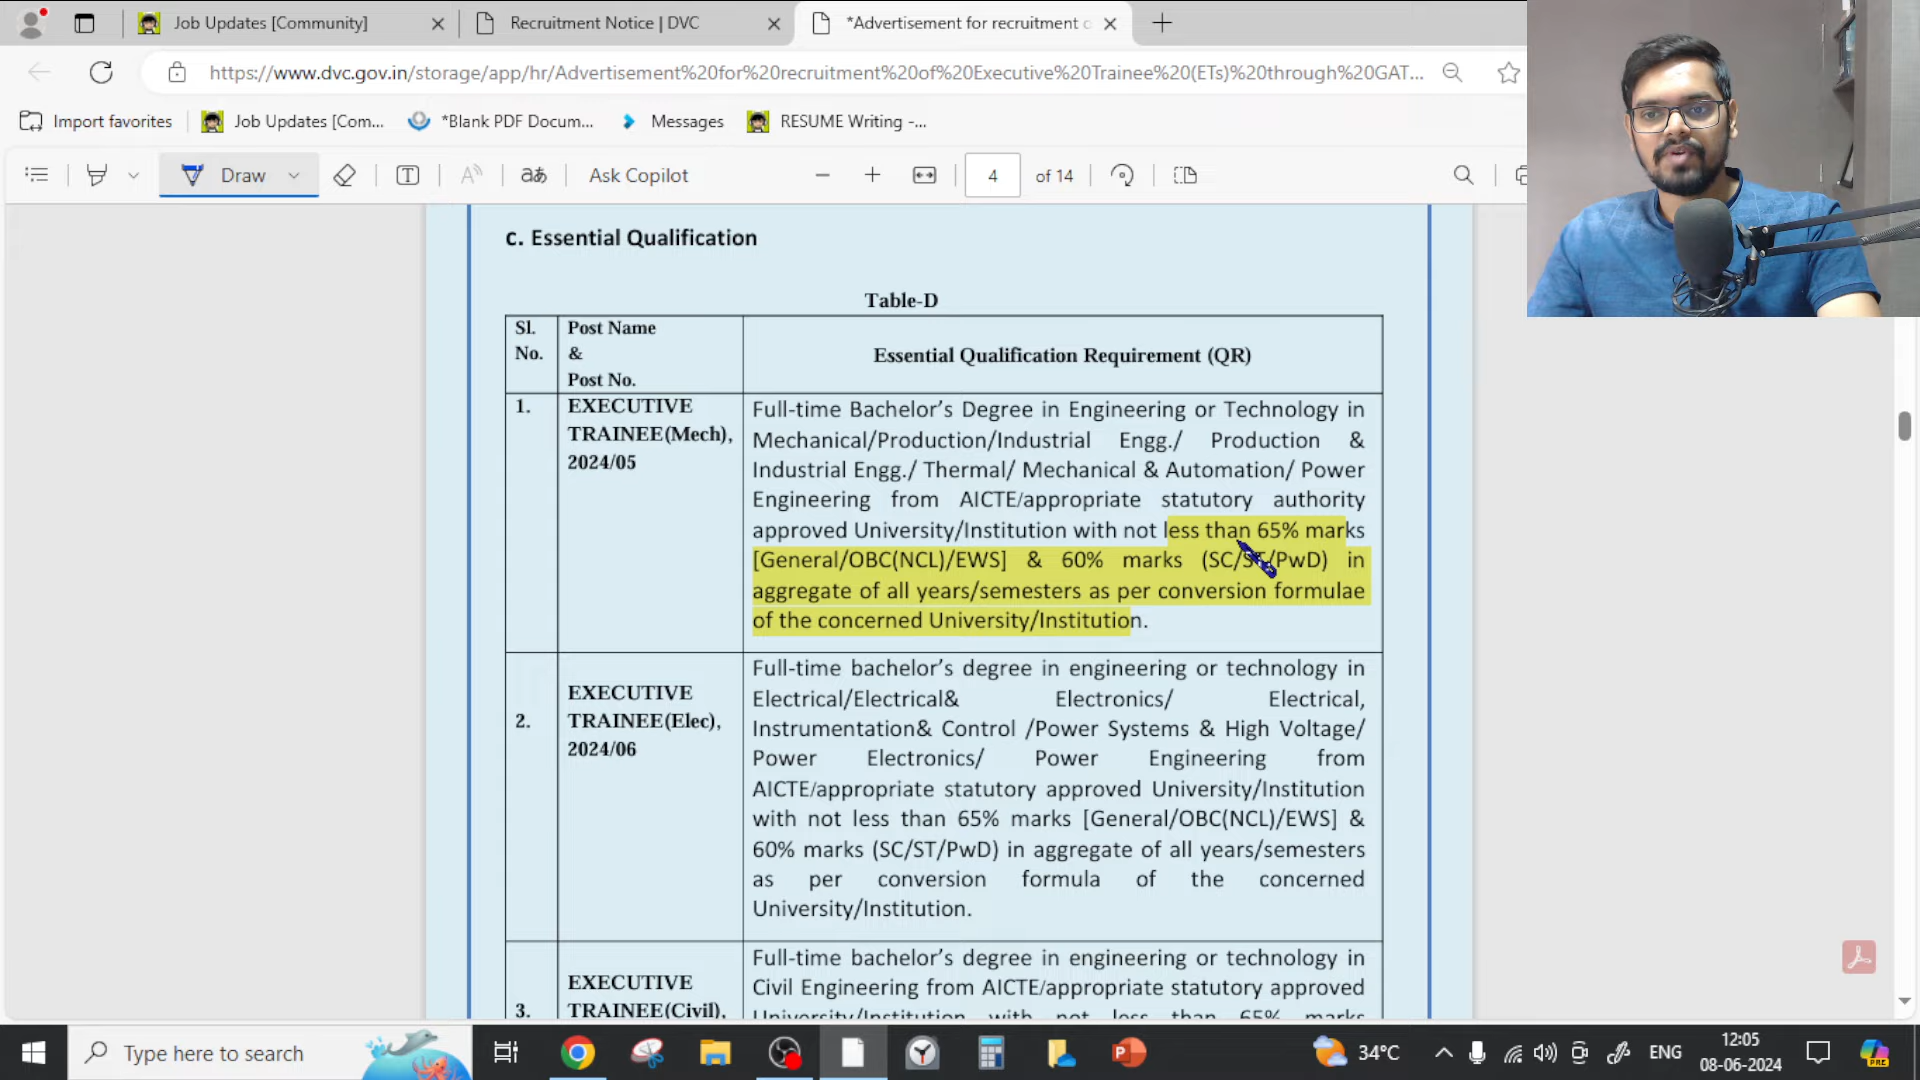 Job Updates [Community]
Recruitment Notice | DVC
*Advertisement for recruitment o
https://www.dvc.gov.in/storage/app/hr/Advertisement%20for%20recruitment%20of%20Executive%20Trainee%20(ETs)%20through%20GAT...
Import favorites
Job Updates [Com...
*Blank PDF Docum...
Messages
RESUME Writing -...
Draw
Ask Copilot
4 of 14
c. Essential Qualification
Table-D
Sl. No.
Post Name & Post No.
Essential Qualification Requirement (QR)
1.
EXECUTIVE
TRAINEE(Mech),
2024/05
Full-time Bachelor's Degree in Engineering or Technology in
Mechanical/Production/Industrial Engg./ Production &
Industrial Engg./ Thermal/ Mechanical & Automation/ Power
Engineering from AICTE/appropriate statutory authority
approved University/Institution with not less than 65% marks
[General/OBC(NCL)/EWS] & 60% marks (SC/ST/PwD) in
aggregate of all years/semesters as per conversion formulae
of the concerned University/Institution.
2.
EXECUTIVE
TRAINEE(Elec),
2024/06
Full-time bachelor's degree in engineering or technology in
Electrical/Electrical& Electronics/ Electrical,
Instrumentation& Control /Power Systems & High Voltage/
Power Electronics/ Power Engineering from
AICTE/appropriate statutory approved University/Institution
with not less than 65% marks [General/OBC(NCL)/EWS] &
60% marks (SC/ST/PwD) in aggregate of all years/semesters
as per conversion formula of the concerned
University/Institution.
3.
EXECUTIVE
TRAINEE(Civil),
Full-time bachelor's degree in engineering or technology in
Civil Engineering from AICTE/appropriate statutory approved
University/Institution with not less than 65% marks
Type here to search
34°C
ENG
12:05
08-06-2024